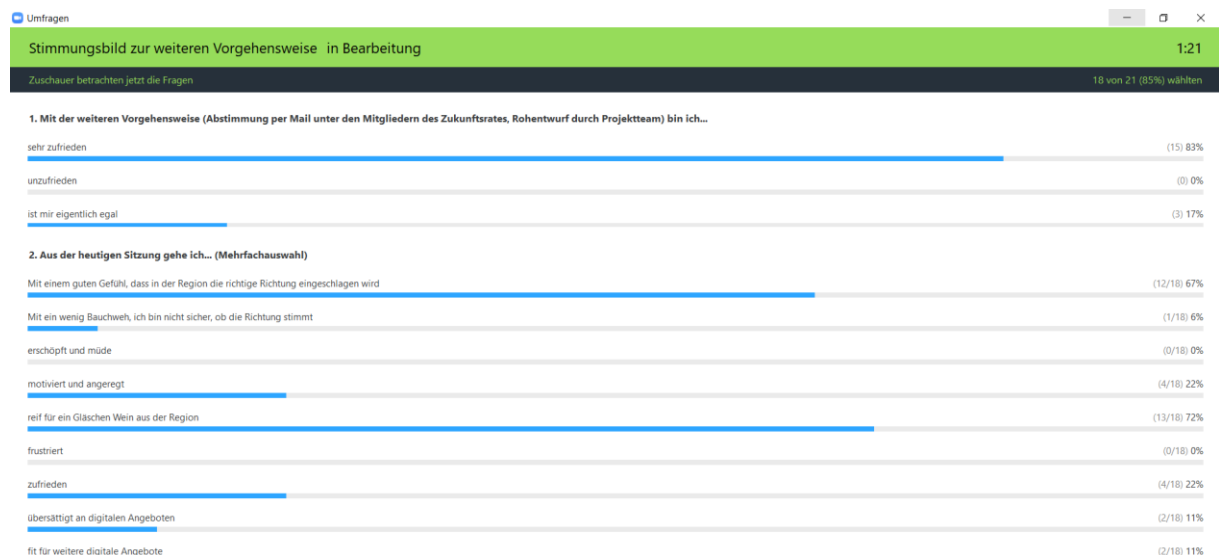 Umfragen
Stimmungsbild zur weiteren Vorgehensweise in Bearbeitung 1:21
Zuschauer betrachten jetzt die Fragen 18 von 21 (85%) wählten
1. Mit der weiteren Vorgehensweise (Abstimmung per Mail unter den Mitgliedern des Zukunftsrates, Rohentwurf durch Projektteam) bin ich...
sehr zufrieden (15) 83%
unzufrieden (0) 0%
ist mir eigentlich egal (3) 17%
2. Aus der heutigen Sitzung gehe ich... (Mehrfachauswahl)
Mit einem guten Gefühl, dass in der Region die richtige Richtung eingeschlagen wird (12/18) 67%
Mit ein wenig Bauchweh, ich bin nicht sicher, ob die Richtung stimmt (1/18) 6%
erschöpft und müde (0/18) 0%
motiviert und angeregt (4/18) 22%
reif für ein Gläschen Wein aus der Region (13/18) 72%
frustriert (0/18) 0%
zufrieden (4/18) 22%
übersättigt an digitalen Angeboten (2/18) 11%
fit für weitere digitale Angebote (2/18) 11%